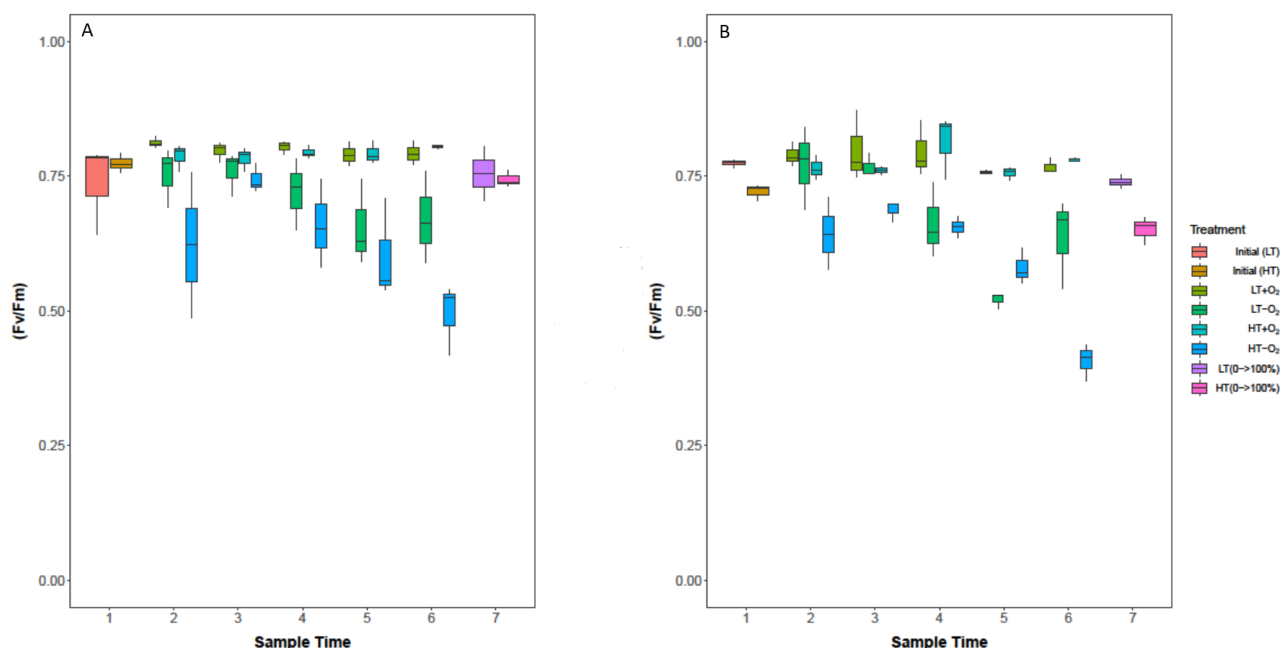 A
1.00
0.75
0.50
0.25
0.00
(Fv/Fm)
1 2 3 4 5 6 7
Sample Time
B
1.00
0.75
0.50
0.25
0.00
(Fv/Fm)
1 2 3 4 5 6 7
Sample Time
Treatment
Initial (LT)
Initial (HT)
LT+O₂
LT−O₂
HT+O₂
HT−O₂
LT(0−>100%)
HT(0−>100%)